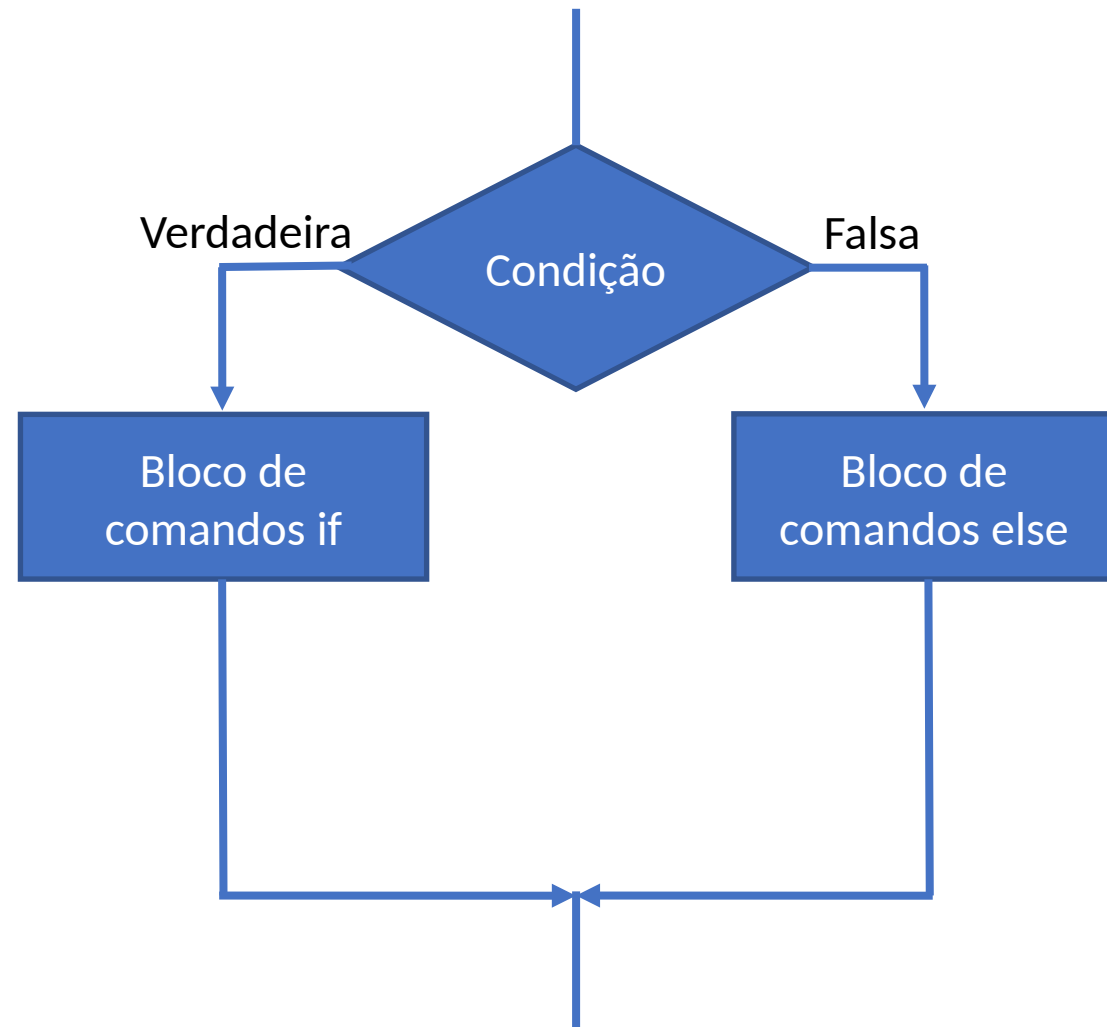 Verdadeira
Falsa
Condição
Bloco de
comandos if
Bloco de
comandos else